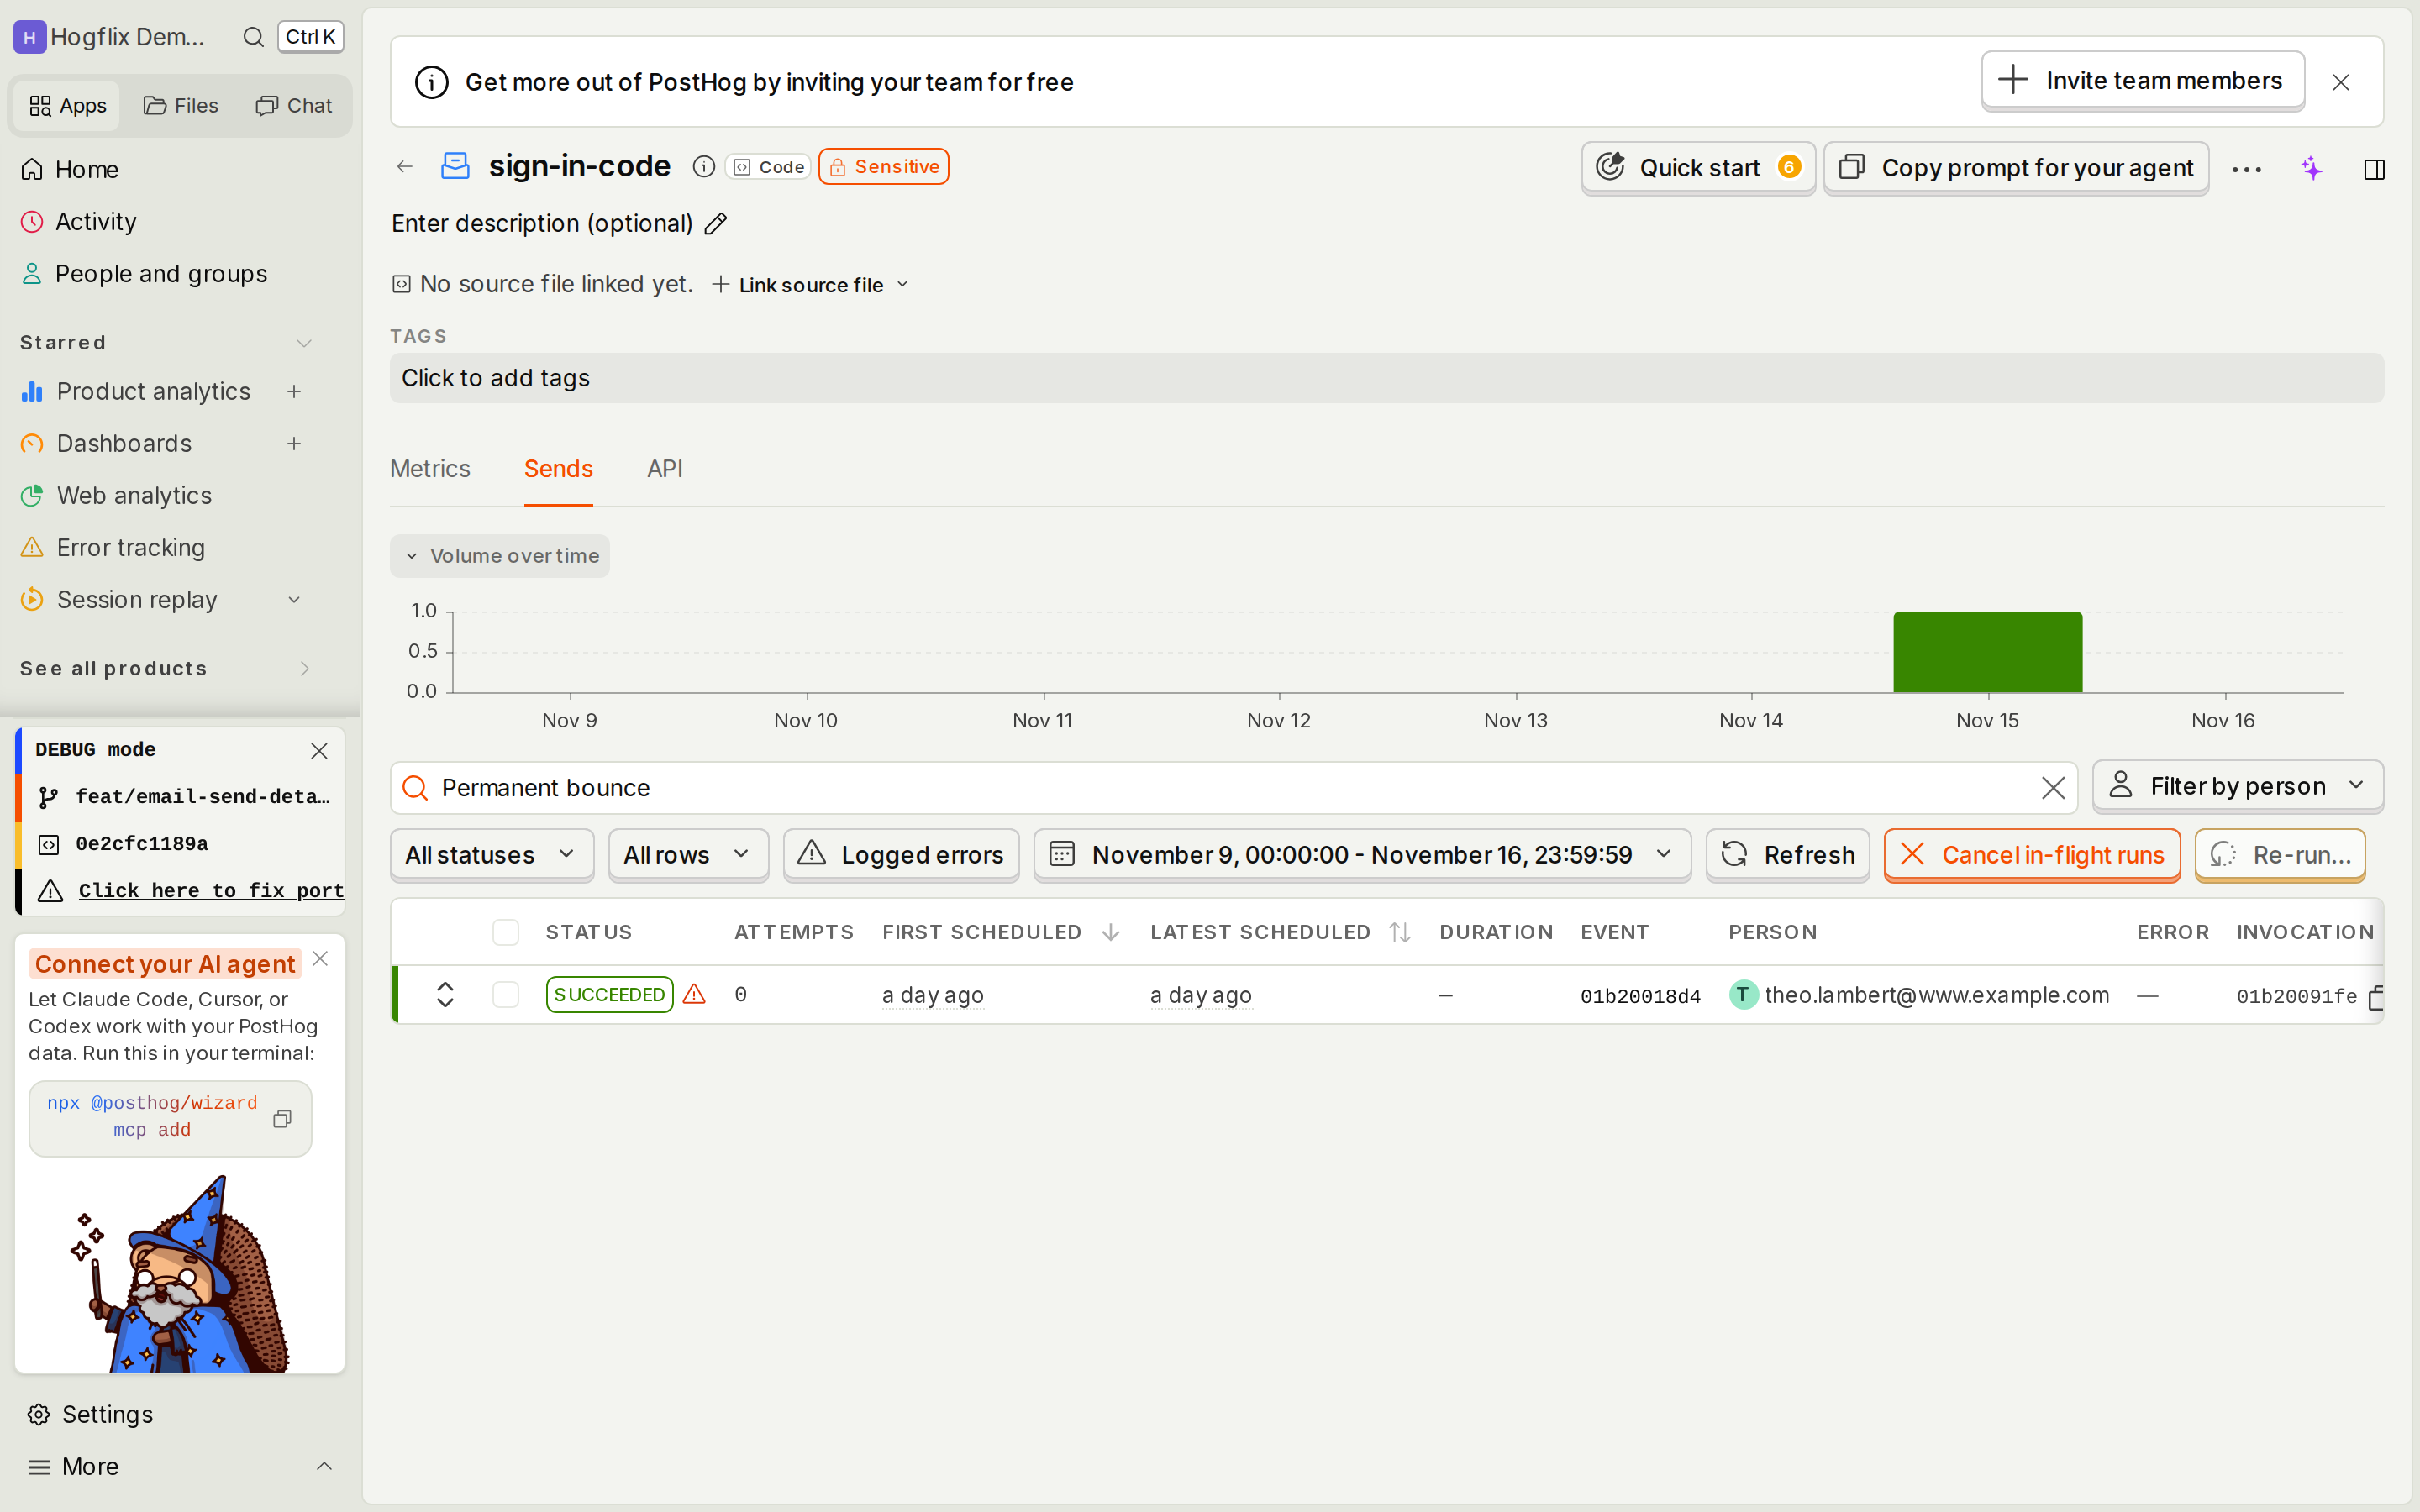 H Hogflix Dem... Ctrl K
Apps Files Chat
Home
Activity
People and groups
Starred
Product analytics
Dashboards
Web analytics
Error tracking
Session replay
See all products
DEBUG mode
feat/email-send-deta...
0e2cfc1189a
Click here to fix port
Connect your AI agent
Let Claude Code, Cursor, or
Codex work with your PostHog
data. Run this in your terminal:
npx @posthog/wizard
mcp add
Settings
More
Get more out of PostHog by inviting your team for free
Invite team members
sign-in-code Code Sensitive
Quick start 6 Copy prompt for your agent
Enter description (optional)
No source file linked yet. Link source file
TAGS
Click to add tags
Metrics Sends API
Volume over time
1.0
0.5
0.0
Nov 9 Nov 10 Nov 11 Nov 12 Nov 13 Nov 14 Nov 15 Nov 16
Permanent bounce
Filter by person
All statuses All rows Logged errors November 9, 00:00:00 - November 16, 23:59:59 Refresh Cancel in-flight runs Re-run...
STATUS ATTEMPTS FIRST SCHEDULED LATEST SCHEDULED DURATION EVENT PERSON ERROR INVOCATION
SUCCEEDED 0 a day ago a day ago – 01b20018d4 T theo.lambert@www.example.com — 01b20091fe